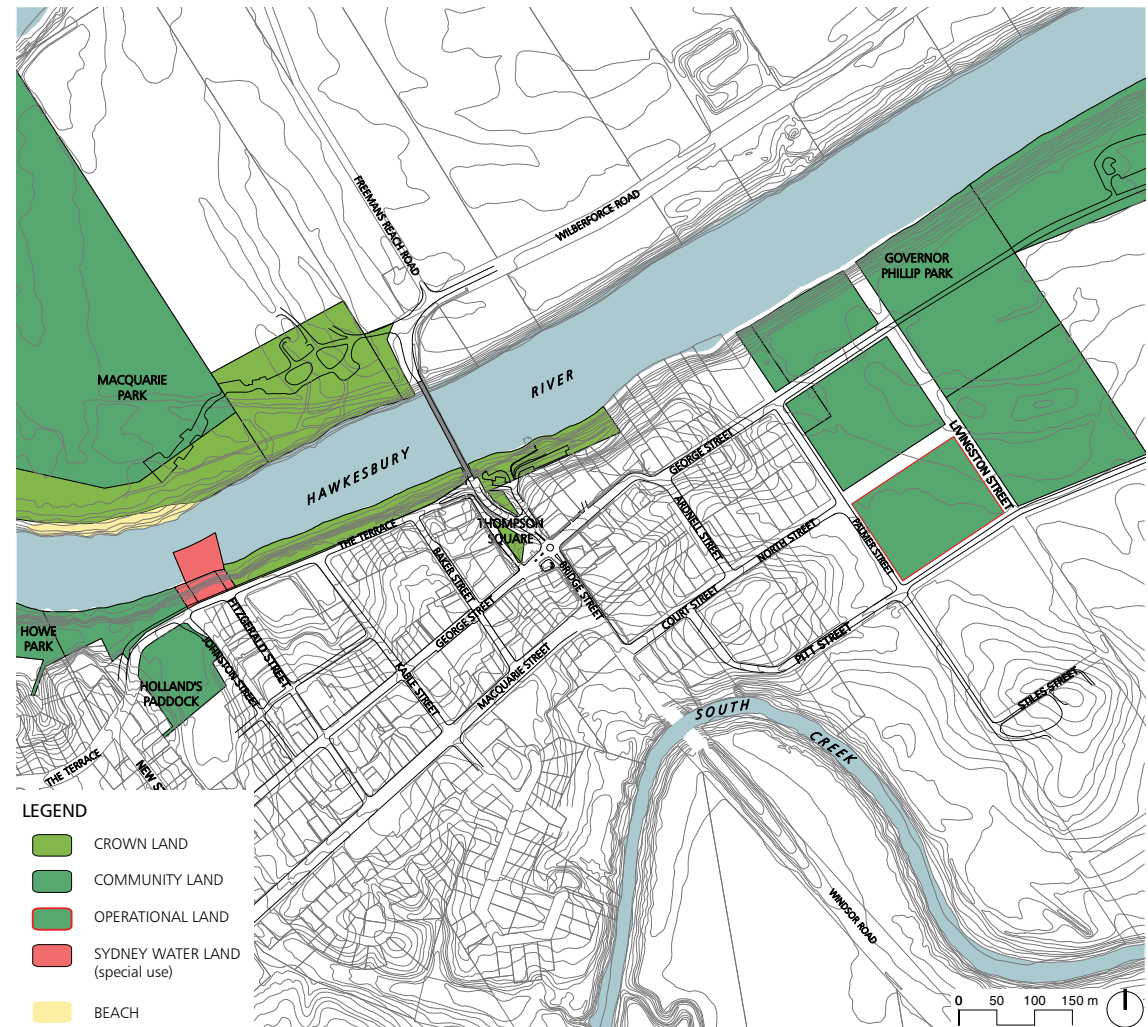 FREEMANS REACH ROAD
WILBERFORCE ROAD
GOVERNOR
PHILLIP PARK
MACQUARIE
PARK
RIVER
HAWKESBURY
LIVINGSTON STREET
GEORGE STREET
THOMPSON
SQUARE
THE TERRACE
ARDNELL STREET
PALMER STREET
NORTH STREET
BAKER STREET
BRIDGE STREET
COURT STREET
GEORGE STREET
FITZGERALD STREET
HOWE
PARK
JOHNSTON STREET
PITT STREET
MACQUARIE STREET
KABLE STREET
HOLLAND'S
PADDOCK
STILES STREET
SOUTH
CREEK
THE TERRACE
NEW S
WINDSOR ROAD
LEGEND
CROWN LAND
COMMUNITY LAND
OPERATIONAL LAND
SYDNEY WATER LAND
(special use)
BEACH
0 50 100 150 m